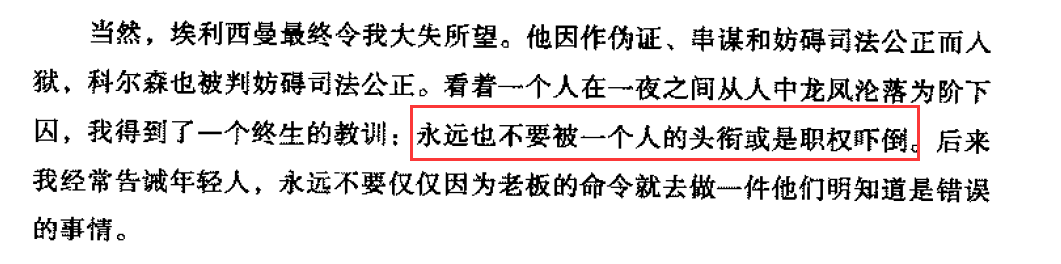 当然，埃利西曼最终令我大失所望。他因作伪证、串谋和妨碍司法公正而入
狱，科尔森也被判妨碍司法公正。看着一个人在一夜之间从人中龙凤沦落为阶下
囚，我得到了一个终生的教训：永远也不要被一个人的头衔或是职权吓倒。后来
我经常告诫年轻人，永远不要仅仅因为老板的命令就去做一件他们明知道是错误
的事情。